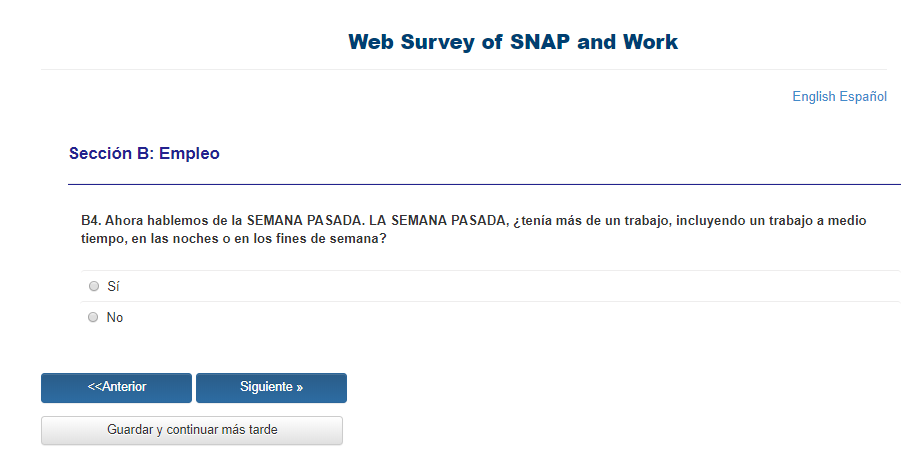 Web Survey of SNAP and Work
English Español
Sección B: Empleo
B4. Ahora hablemos de la SEMANA PASADA. LA SEMANA PASADA, ¿tenía más de un trabajo, incluyendo un trabajo a medio
tiempo, en las noches o en los fines de semana?
Sí
No
<<Anterior
Siguiente »
Guardar y continuar más tarde